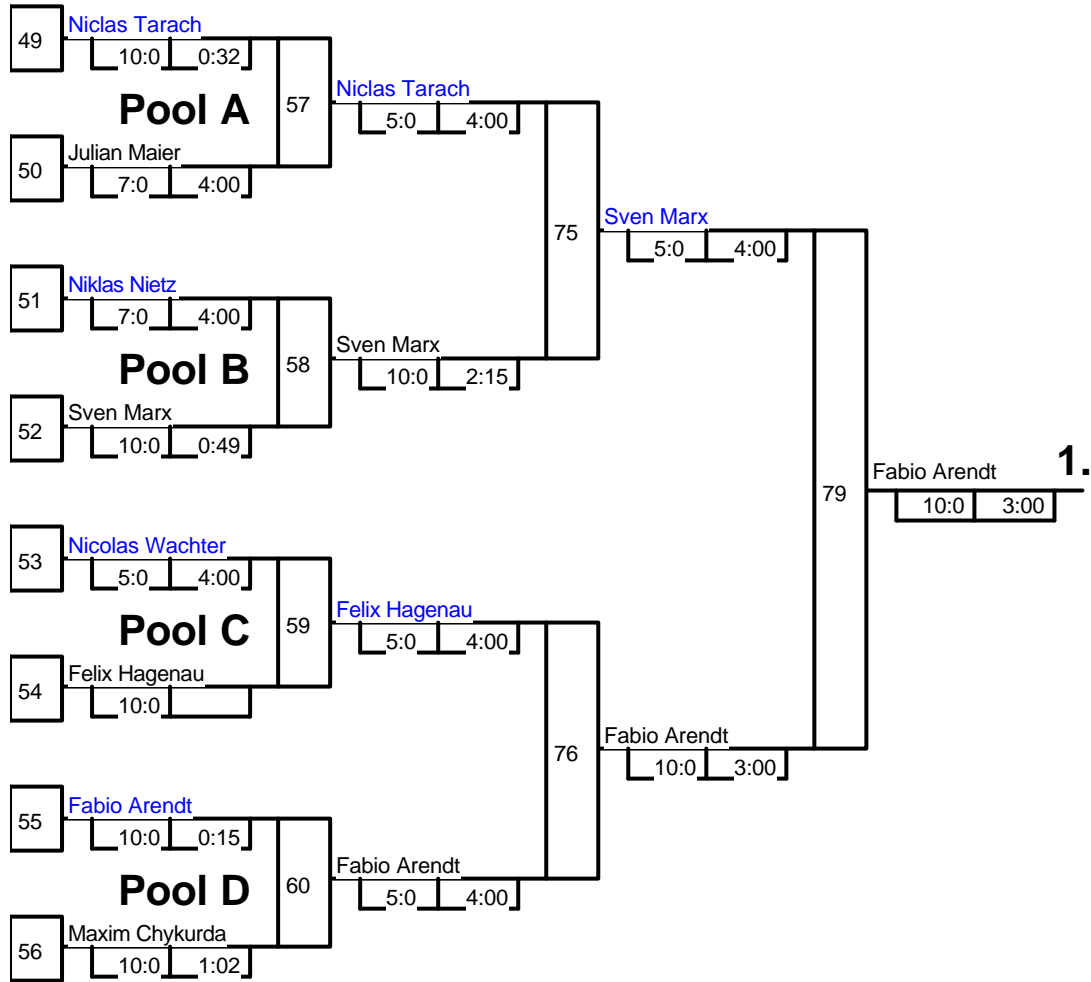 49 Niclas Tarach
10:0 0:32
Pool A 57 Niclas Tarach
5:0 4:00
50 Julian Maier
7:0 4:00
75 Sven Marx
5:0 4:00
51 Niklas Nietz
7:0 4:00
Pool B 58 Sven Marx
10:0 2:15
52 Sven Marx
10:0 0:49
79 Fabio Arendt 1.
10:0 3:00
53 Nicolas Wachter
5:0 4:00
Pool C 59 Felix Hagenau
5:0 4:00
54 Felix Hagenau
10:0
76 Fabio Arendt
10:0 3:00
55 Fabio Arendt
10:0 0:15
Pool D 60 Fabio Arendt
5:0 4:00
56 Maxim Chykurda
10:0 1:02